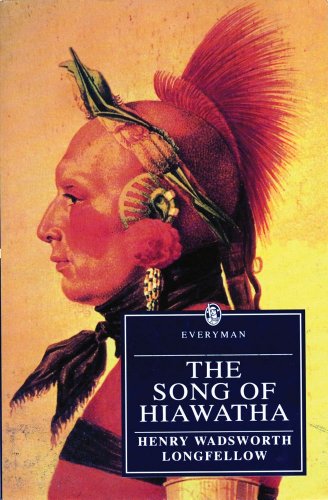 EVERYMAN
THE
SONG OF
HIAWATHA
HENRY WADSWORTH
LONGFELLOW